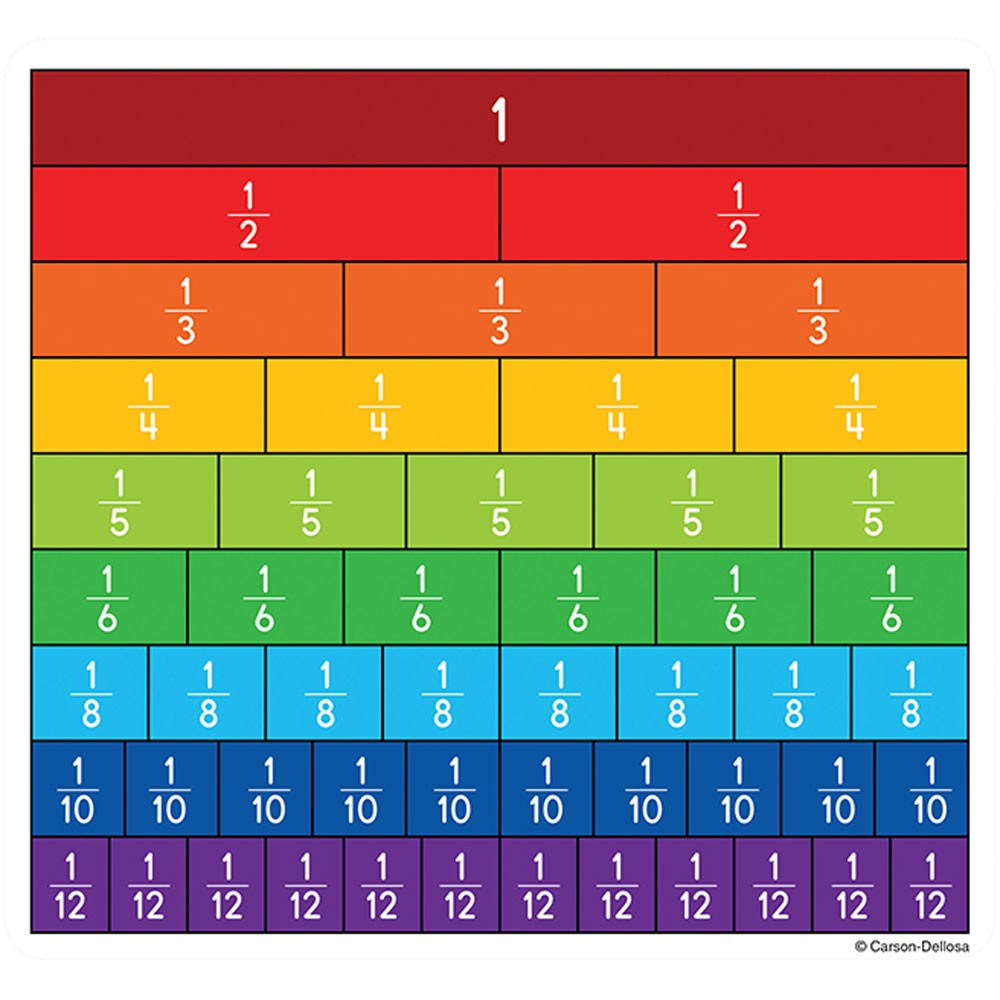 1
1/2 1/2
1/3 1/3 1/3
1/4 1/4 1/4 1/4
1/5 1/5 1/5 1/5 1/5
1/6 1/6 1/6 1/6 1/6 1/6
1/8 1/8 1/8 1/8 1/8 1/8 1/8 1/8
1/10 1/10 1/10 1/10 1/10 1/10 1/10 1/10 1/10 1/10
1/12 1/12 1/12 1/12 1/12 1/12 1/12 1/12 1/12 1/12 1/12 1/12
© Carson-Dellosa